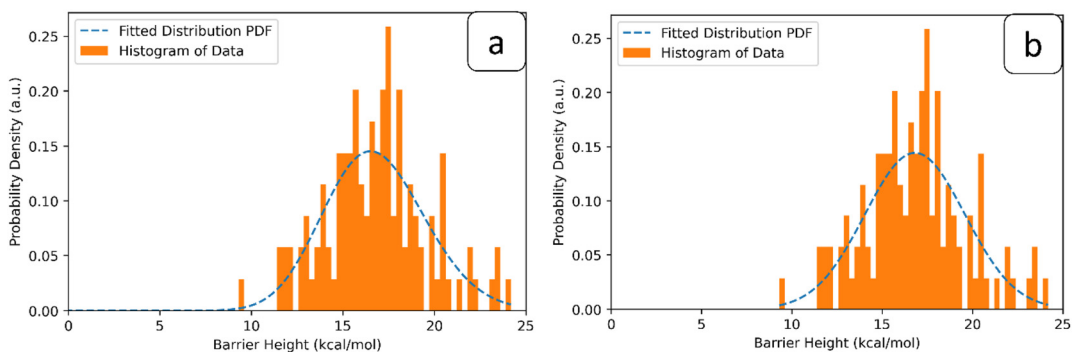 Fitted Distribution PDF
Histogram of Data
a
0.25
0.20
0.15
0.10
0.05
0.00
Probability Density (a.u.)
0 5 10 15 20 25
Barrier Height (kcal/mol)
Fitted Distribution PDF
Histogram of Data
b
0.25
0.20
0.15
0.10
0.05
0.00
Probability Density (a.u.)
0 5 10 15 20 25
Barrier Height (kcal/mol)